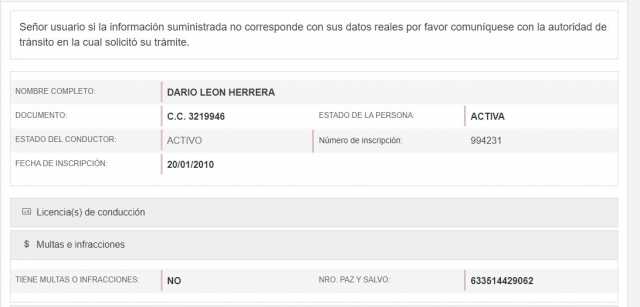 Señor usuario si la información suministrada no corresponde con sus datos reales por favor comuníquese con la autoridad de
tránsito en la cual solicitó su trámite.
NOMBRE COMPLETO: DARIO LEON HERRERA
DOCUMENTO: C.C. 3219946 ESTADO DE LA PERSONA: ACTIVA
ESTADO DEL CONDUCTOR: ACTIVO Número de inscripción: 994231
FECHA DE INSCRIPCIÓN: 20/01/2010
Licencia(s) de conducción
$ Multas e infracciones
TIENE MULTAS O INFRACCIONES: NO NRO. PAZ Y SALVO: 633514429062